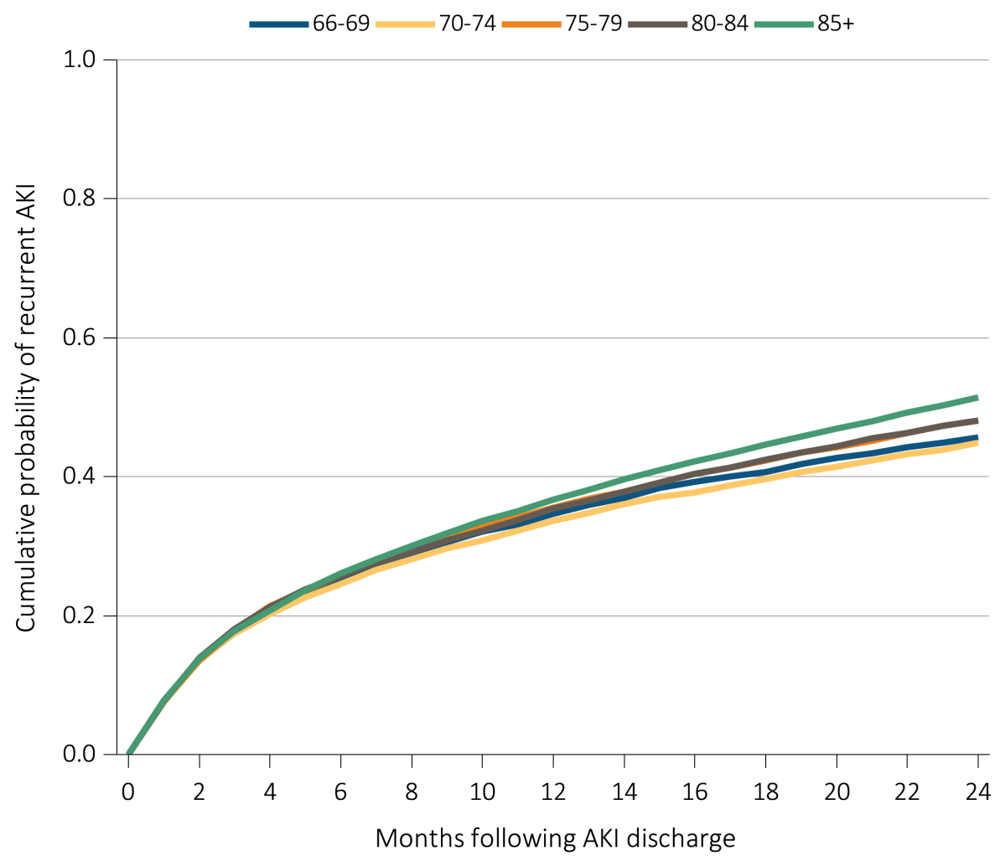 66-69 70-74 75-79 80-84 85+
1.0
0.8
0.6
0.4
0.2
0.0
Cumulative probability of recurrent AKI
0 2 4 6 8 10 12 14 16 18 20 22 24
Months following AKI discharge